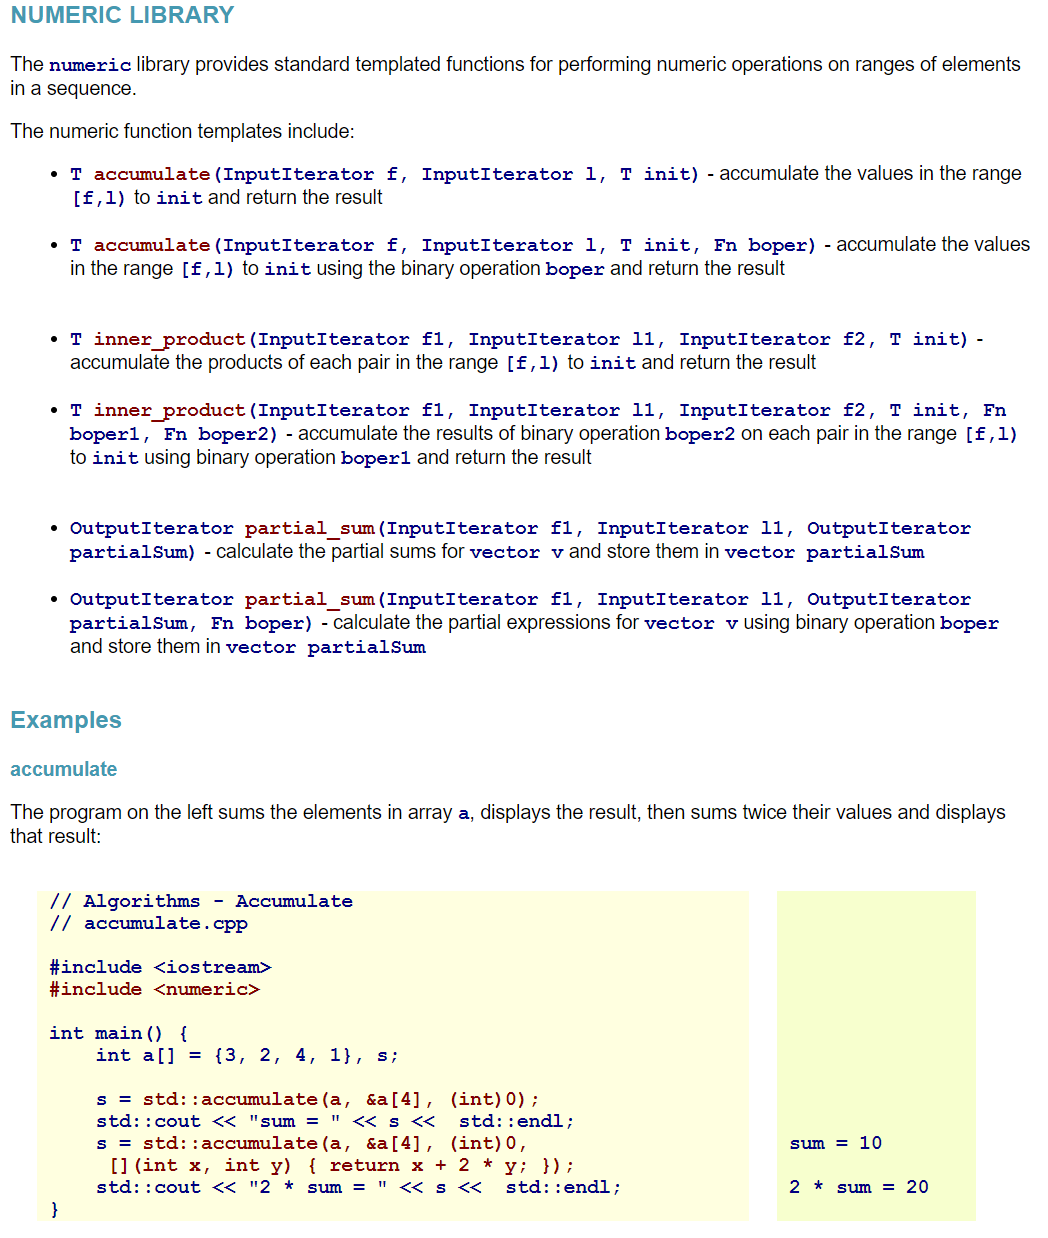 NUMERIC LIBRARY
The numeric library provides standard templated functions for performing numeric operations on ranges of elements
in a sequence.
The numeric function templates include:
• T accumulate(InputIterator f, InputIterator l, T init) - accumulate the values in the range
[f,l) to init and return the result
• T accumulate(InputIterator f, InputIterator l, T init, Fn boper) - accumulate the values
in the range [f,l) to init using the binary operation boper and return the result
• T inner_product(InputIterator f1, InputIterator l1, InputIterator f2, T init) -
accumulate the products of each pair in the range [f,l) to init and return the result
• T inner_product(InputIterator f1, InputIterator l1, InputIterator f2, T init, Fn
boper1, Fn boper2) - accumulate the results of binary operation boper2 on each pair in the range [f,l)
to init using binary operation boper1 and return the result
• OutputIterator partial_sum(InputIterator f1, InputIterator l1, OutputIterator
partialSum) - calculate the partial sums for vector v and store them in vector partialSum
• OutputIterator partial_sum(InputIterator f1, InputIterator l1, OutputIterator
partialSum, Fn boper) - calculate the partial expressions for vector v using binary operation boper
and store them in vector partialSum
Examples
accumulate
The program on the left sums the elements in array a, displays the result, then sums twice their values and displays
that result:
// Algorithms - Accumulate
// accumulate.cpp
#include <iostream>
#include <numeric>
int main() {
    int a[] = {3, 2, 4, 1}, s;
    s = std::accumulate(a, &a[4], (int)0);
    std::cout << "sum = " << s <<  std::endl;
    s = std::accumulate(a, &a[4], (int)0,
     [](int x, int y) { return x + 2 * y; });
    std::cout << "2 * sum = " << s <<  std::endl;
}
sum = 10
2 * sum = 20